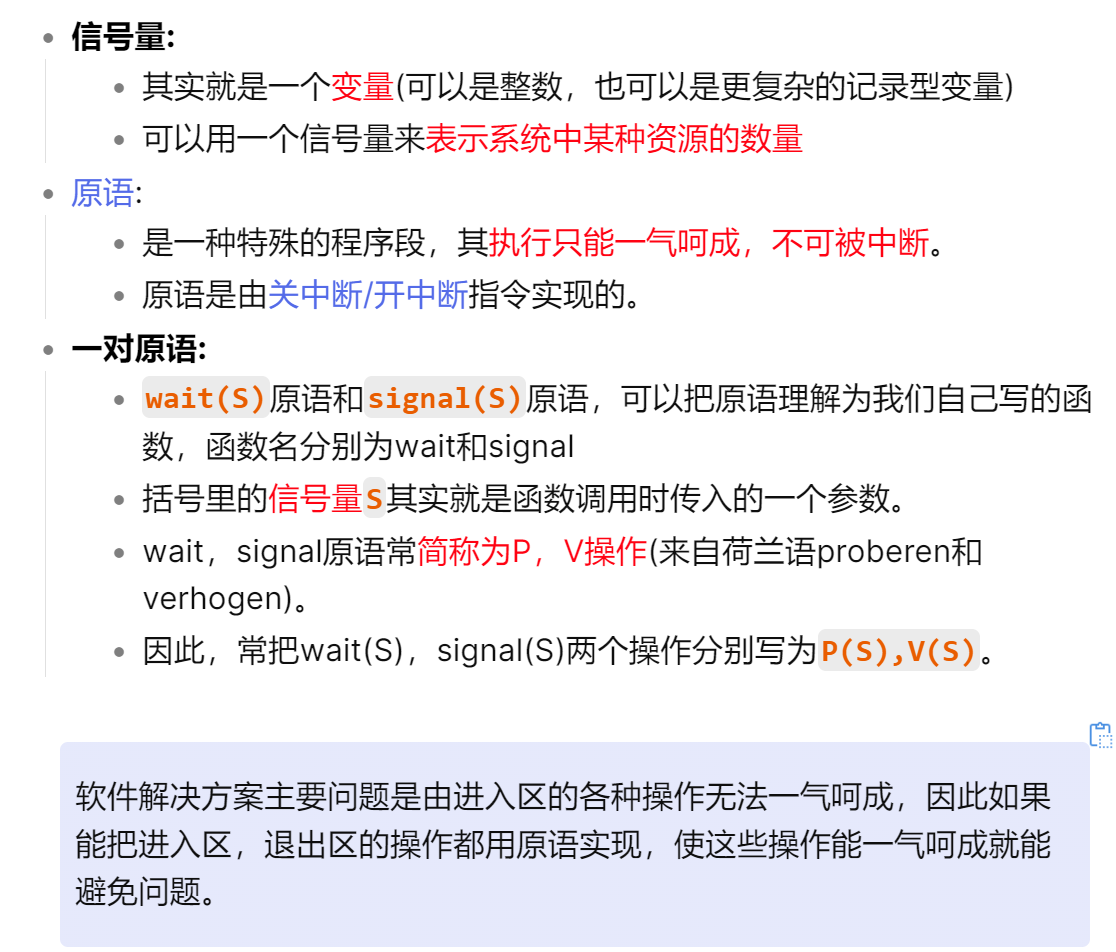 信号量:
其实就是一个变量(可以是整数，也可以是更复杂的记录型变量)
可以用一个信号量来表示系统中某种资源的数量
原语:
是一种特殊的程序段，其执行只能一气呵成，不可被中断。
原语是由关中断/开中断指令实现的。
一对原语:
wait(S)原语和signal(S)原语，可以把原语理解为我们自己写的函
数，函数名分别为wait和signal
括号里的信号量S其实就是函数调用时传入的一个参数。
wait，signal原语常简称为P，V操作(来自荷兰语proberen和
verhogen)。
因此，常把wait(S)，signal(S)两个操作分别写为P(S),V(S)。
软件解决方案主要问题是由进入区的各种操作无法一气呵成，因此如果
能把进入区，退出区的操作都用原语实现，使这些操作能一气呵成就能
避免问题。